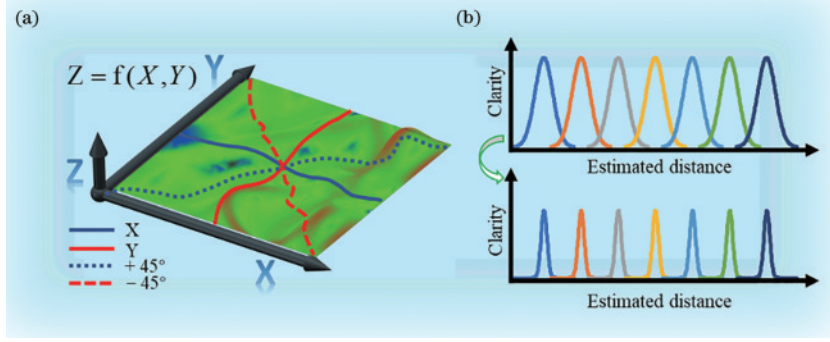 (a)
Z = f(X,Y)
Y
Z
X
X
Y
+ 45°
− 45°
(b)
Clarity
Estimated distance
Clarity
Estimated distance